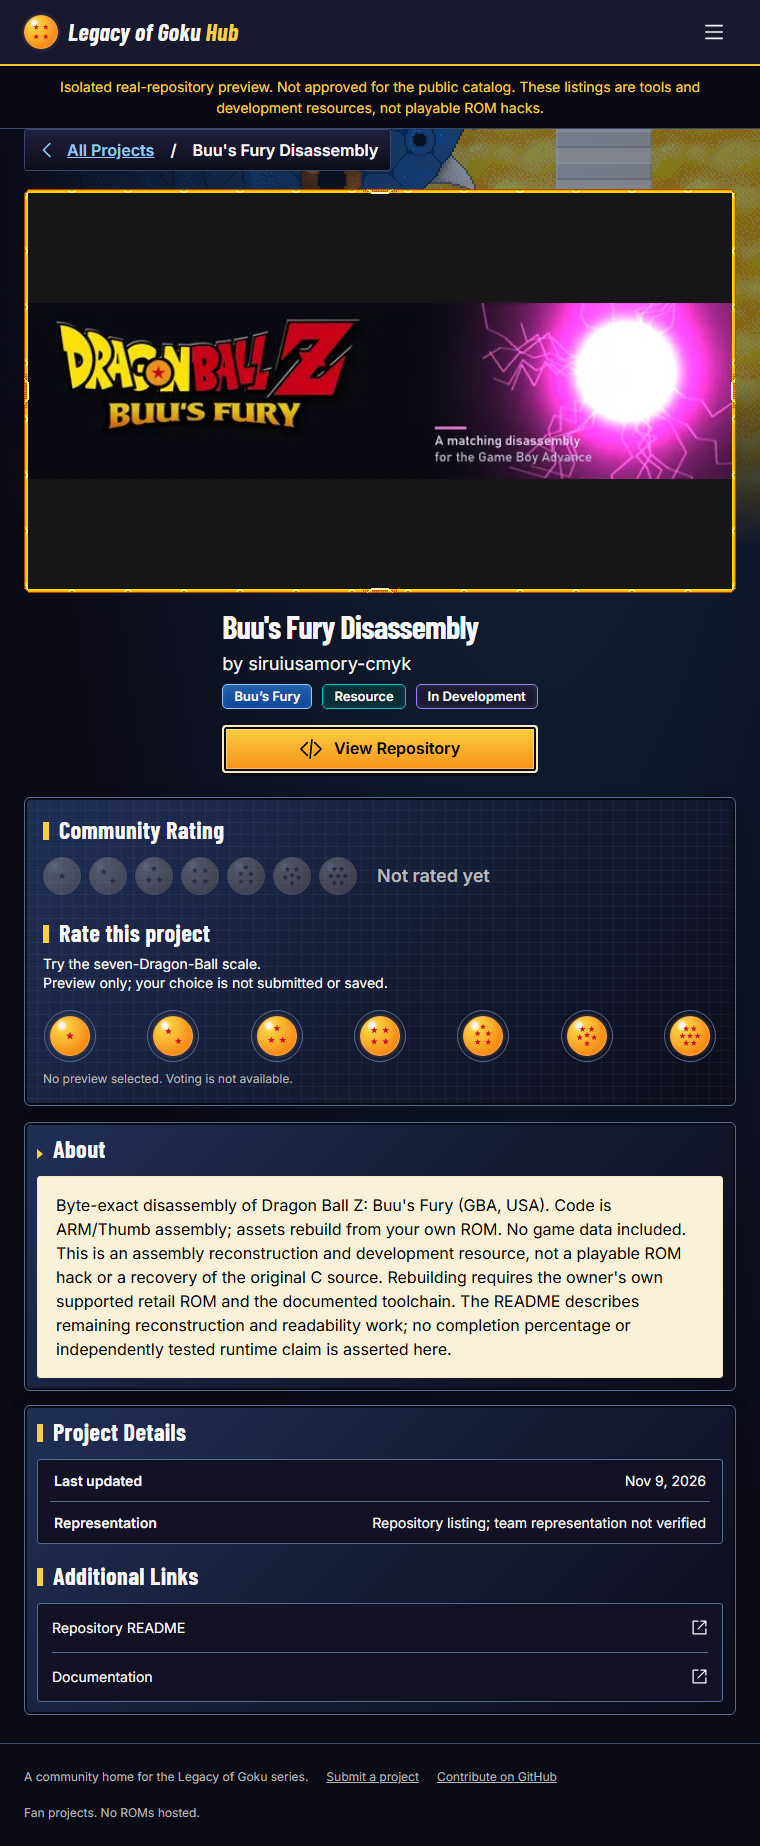 Legacy of Goku Hub
Isolated real-repository preview. Not approved for the public catalog. These listings are tools and
development resources, not playable ROM hacks.
All Projects / Buu's Fury Disassembly
DRAGON BALL Z
BUU'S FURY
A matching disassembly
for the Game Boy Advance
Buu's Fury Disassembly
by siruiusamory-cmyk
Buu’s Fury Resource In Development
View Repository
Community Rating
Not rated yet
Rate this project
Try the seven-Dragon-Ball scale.
Preview only; your choice is not submitted or saved.
No preview selected. Voting is not available.
About
Byte-exact disassembly of Dragon Ball Z: Buu's Fury (GBA, USA). Code is
ARM/Thumb assembly; assets rebuild from your own ROM. No game data included.
This is an assembly reconstruction and development resource, not a playable ROM
hack or a recovery of the original C source. Rebuilding requires the owner's own
supported retail ROM and the documented toolchain. The README describes
remaining reconstruction and readability work; no completion percentage or
independently tested runtime claim is asserted here.
Project Details
Last updated Nov 9, 2026
Representation Repository listing; team representation not verified
Additional Links
Repository README
Documentation
A community home for the Legacy of Goku series. Submit a project Contribute on GitHub
Fan projects. No ROMs hosted.